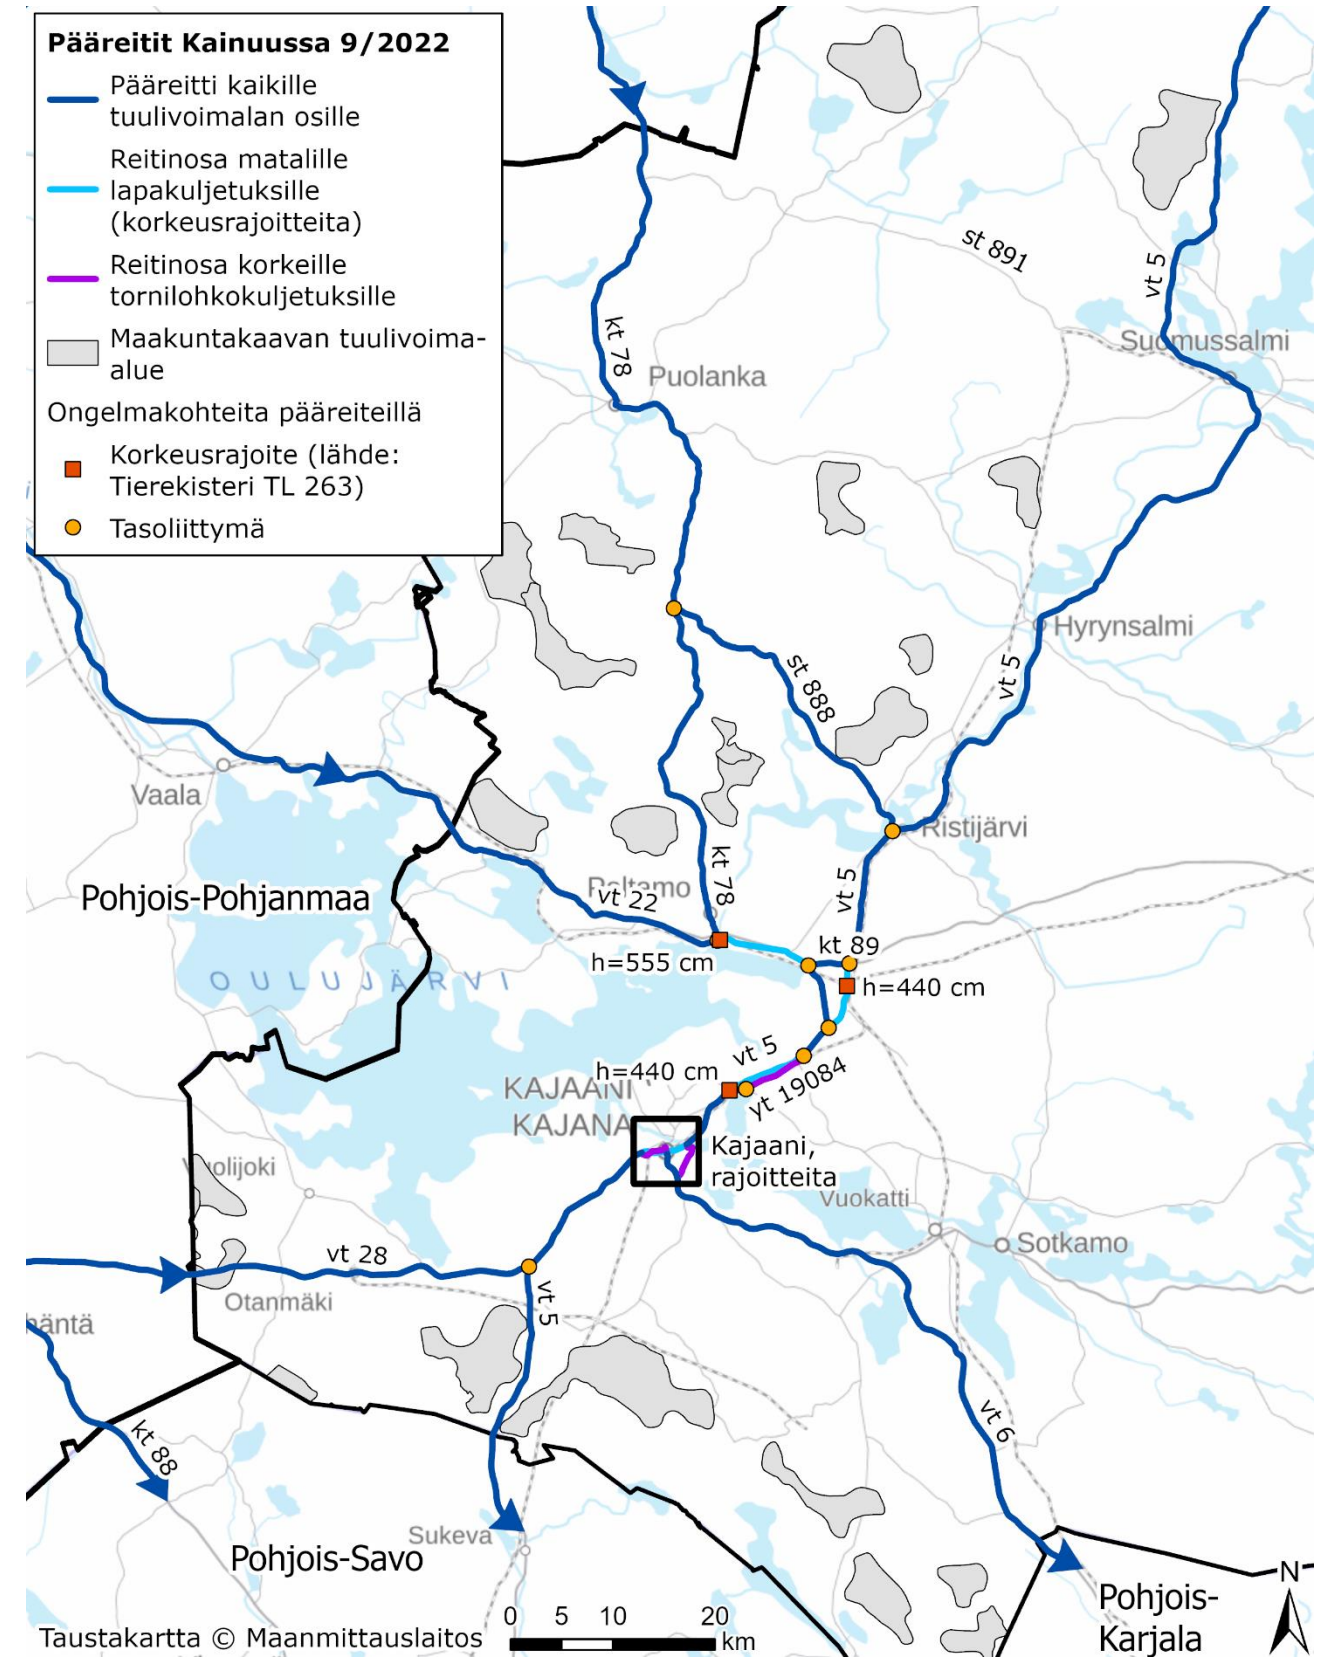 Pääreitit Kainuussa 9/2022
Pääreitti kaikille
tuulivoimalan osille
Reitinosa matalille
lapakuljetuksille
(korkeusrajoitteita)
Reitinosa korkeille
tornilohkokuljetuksille
Maakuntakaavan tuulivoima-
alue
Ongelmakohteita pääreiteillä
Korkeusrajoite (lähde:
Tierekisteri TL 263)
Tasoliittymä
st 891
vt 5
Suomussalmi
kt 78
Puolanka
Hyrynsalmi
vt 5
st 888
Vaala
Ristijärvi
kt 78
vt 5
Paltamo
vt 22
Pohjois-Pohjanmaa
kt 89
h=555 cm
OULUJÄRVI
h=440 cm
vt 5
h=440 cm
yt 19084
KAJAANI
KAJANA
Kajaani,
rajoitteita
Vuolijoki
Vuokatti
Sotkamo
vt 28
Otanmäki
vt 5
häntä
vt 6
kt 88
Sukeva
Pohjois-Savo
Pohjois-
Karjala
N
0 5 10 20
km
Taustakartta © Maanmittauslaitos